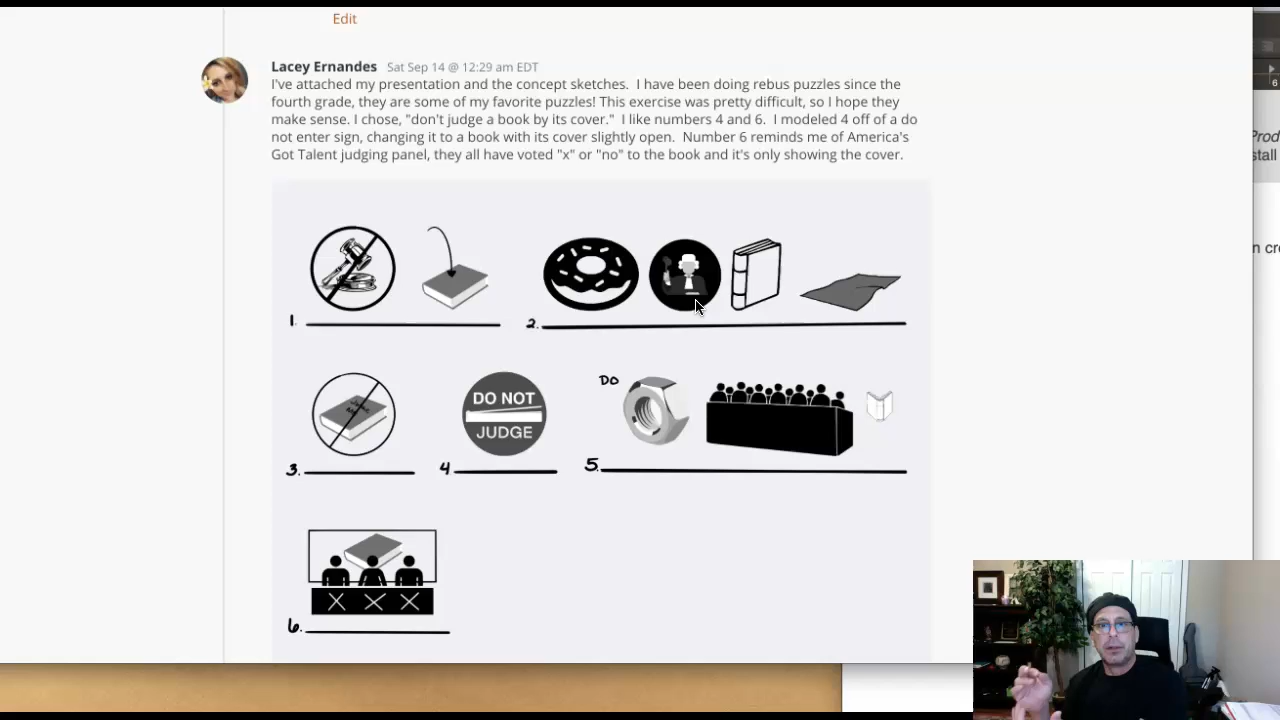 Edit
Lacey Ernandes Sat Sep 14 @ 12:29 am EDT
I've attached my presentation and the concept sketches. I have been doing rebus puzzles since the
fourth grade, they are some of my favorite puzzles! This exercise was pretty difficult, so I hope they
make sense. I chose, "don't judge a book by its cover." I like numbers 4 and 6. I modeled 4 off of a do
not enter sign, changing it to a book with its cover slightly open. Number 6 reminds me of America's
Got Talent judging panel, they all have voted "x" or "no" to the book and it's only showing the cover.
1.
2.
3.
4
DO NOT
JUDGE
5.
DO
6.
X X X
6